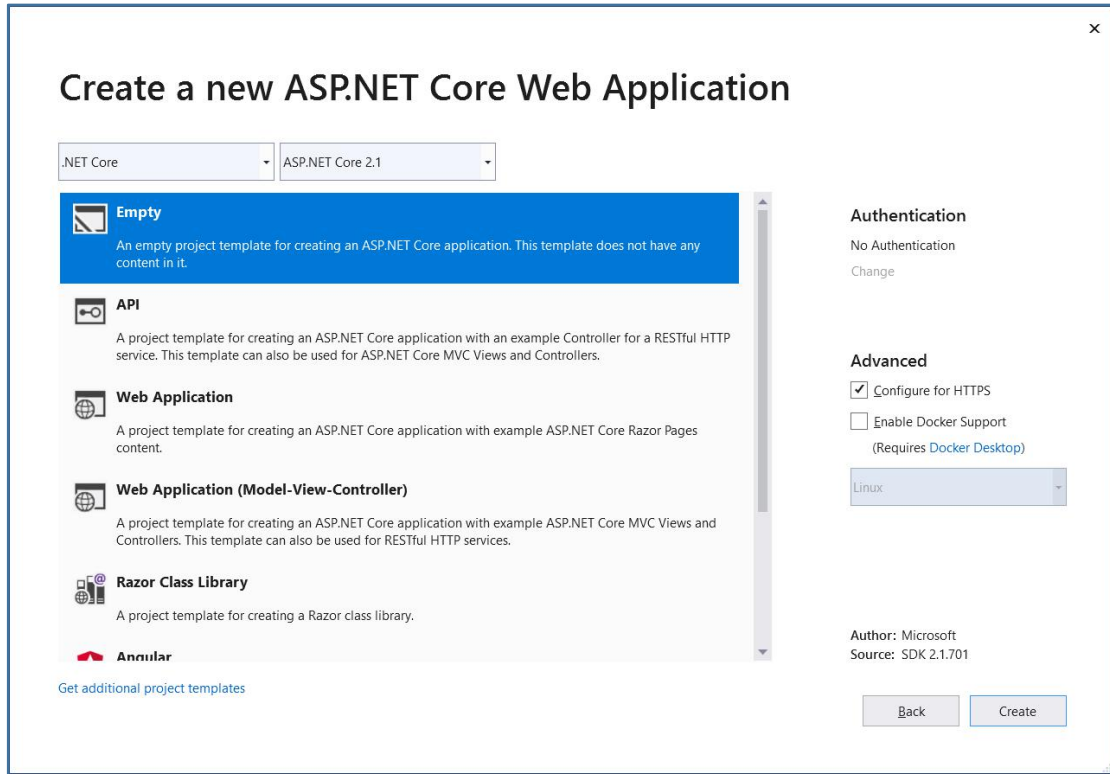 Create a new ASP.NET Core Web Application
.NET Core
ASP.NET Core 2.1
Empty
An empty project template for creating an ASP.NET Core application. This template does not have any
content in it.
API
A project template for creating an ASP.NET Core application with an example Controller for a RESTful HTTP
service. This template can also be used for ASP.NET Core MVC Views and Controllers.
Web Application
A project template for creating an ASP.NET Core application with example ASP.NET Core Razor Pages
content.
Web Application (Model-View-Controller)
A project template for creating an ASP.NET Core application with example ASP.NET Core MVC Views and
Controllers. This template can also be used for RESTful HTTP services.
Razor Class Library
A project template for creating a Razor class library.
Angular
Get additional project templates
Authentication
No Authentication
Change
Advanced
Configure for HTTPS
Enable Docker Support
(Requires Docker Desktop)
Linux
Author: Microsoft
Source: SDK 2.1.701
Back
Create